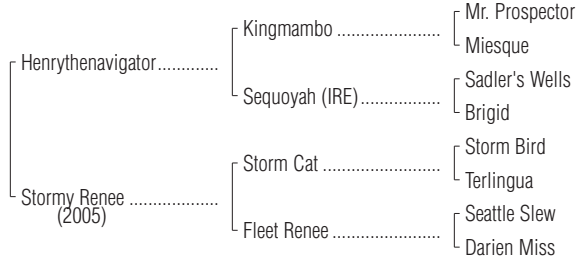 Mr. Prospector
Kingmambo ......................
Miesque
Henrythenavigator.............
Sadler's Wells
Sequoyah (IRE).................
Brigid
Storm Bird
Storm Cat .........................
Terlingua
Stormy Renee ...................
(2005)
Seattle Slew
Fleet Renee .......................
Darien Miss